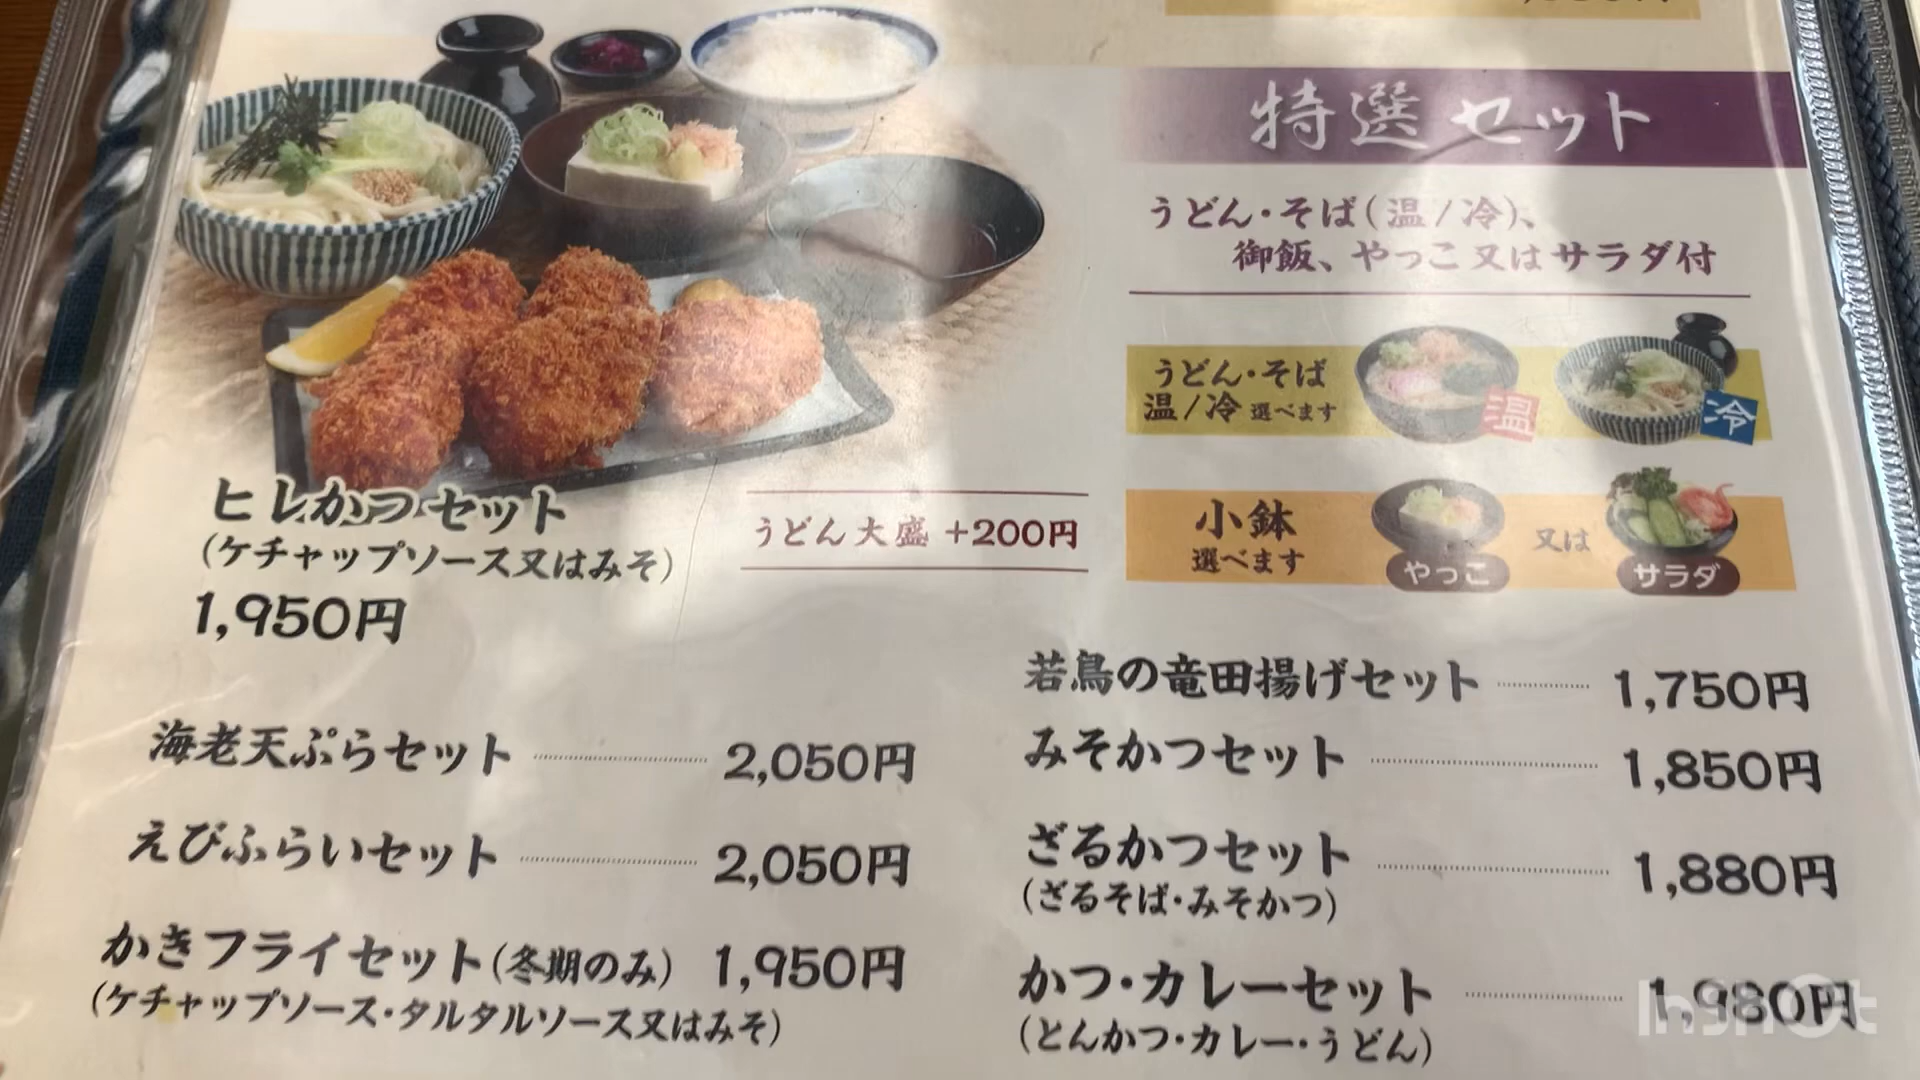 特選セット
うどん・そば(温/冷)、
御飯、やっこ又はサラダ付
うどん・そば
温/冷 選べます
温
冷
小鉢
選べます
やっこ
又は
サラダ
ヒレかつセット
(ケチャップソース又はみそ)
1,950円
うどん大盛 +200円
海老天ぷらセット 2,050円
えびふらいセット 2,050円
かきフライセット(冬期のみ) 1,950円
(ケチャップソース・タルタルソース又はみそ)
若鳥の竜田揚げセット 1,750円
みそかつセット 1,850円
ざるかつセット 1,880円
(ざるそば・みそかつ)
かつ・カレーセット 1,980円
(とんかつ・カレー・うどん)
InShOt